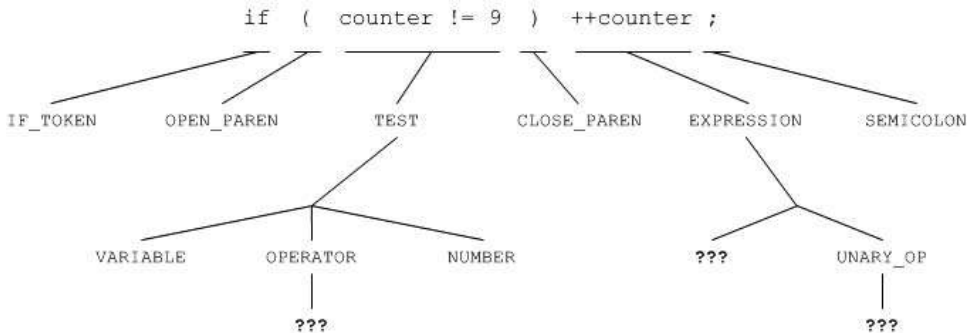 if ( counter != 9 ) ++counter ;
IF_TOKEN OPEN_PAREN TEST CLOSE_PAREN EXPRESSION SEMICOLON
VARIABLE OPERATOR NUMBER ??? UNARY_OP
??? ???